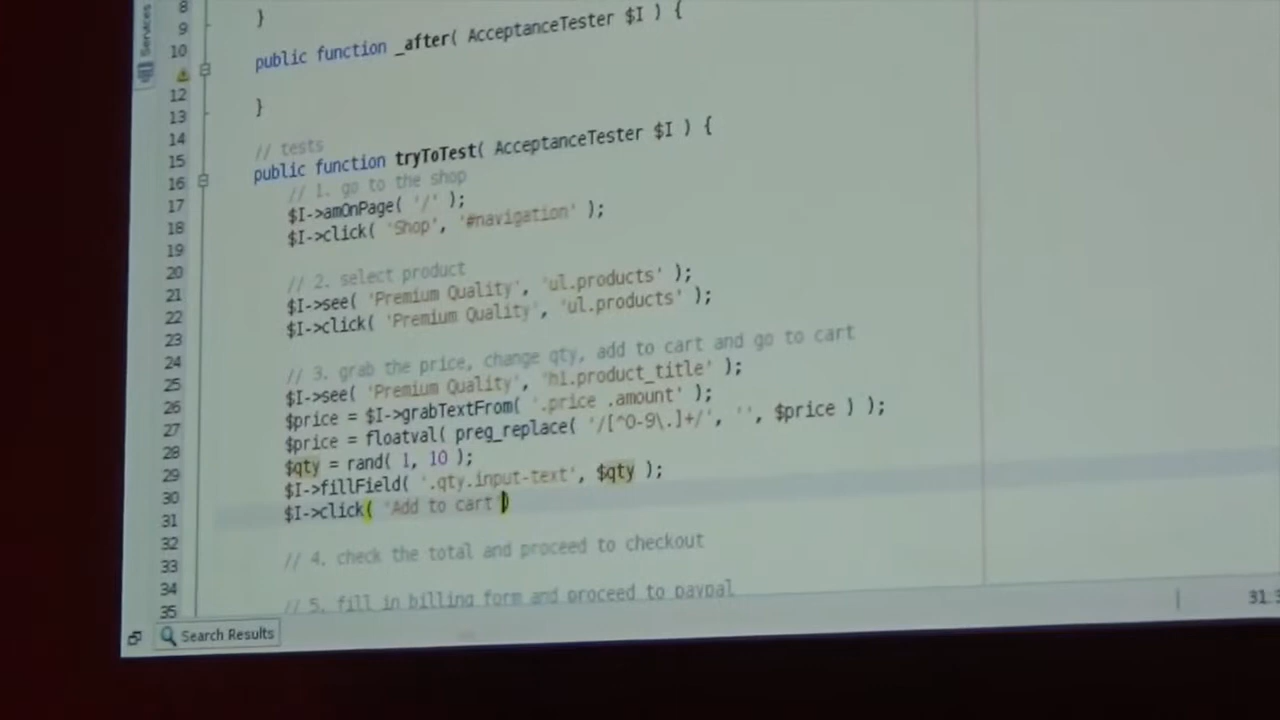 Services
8
}
9
10 public function _after( AcceptanceTester $I ) {
12
13 }
14
15 // tests
16 public function tryToTest( AcceptanceTester $I ) {
17 // 1. go to the shop
18 $I->amOnPage( '/' );
19 $I->click( 'Shop', '#navigation' );
20
21 // 2. select product
22 $I->see( 'Premium Quality', 'ul.products' );
23 $I->click( 'Premium Quality', 'ul.products' );
24
25 // 3. grab the price, change qty, add to cart and go to cart
26 $I->see( 'Premium Quality', 'h1.product_title' );
27 $price = $I->grabTextFrom( '.price .amount' );
28 $price = floatval( preg_replace( '/[^0-9\.]+/', '', $price ) );
29 $qty = rand( 1, 10 );
30 $I->fillField( '.qty.input-text', $qty );
31 $I->click( 'Add to cart )
32
33 // 4. check the total and proceed to checkout
34
35 // 5. fill in billing form and proceed to paypal
Search Results